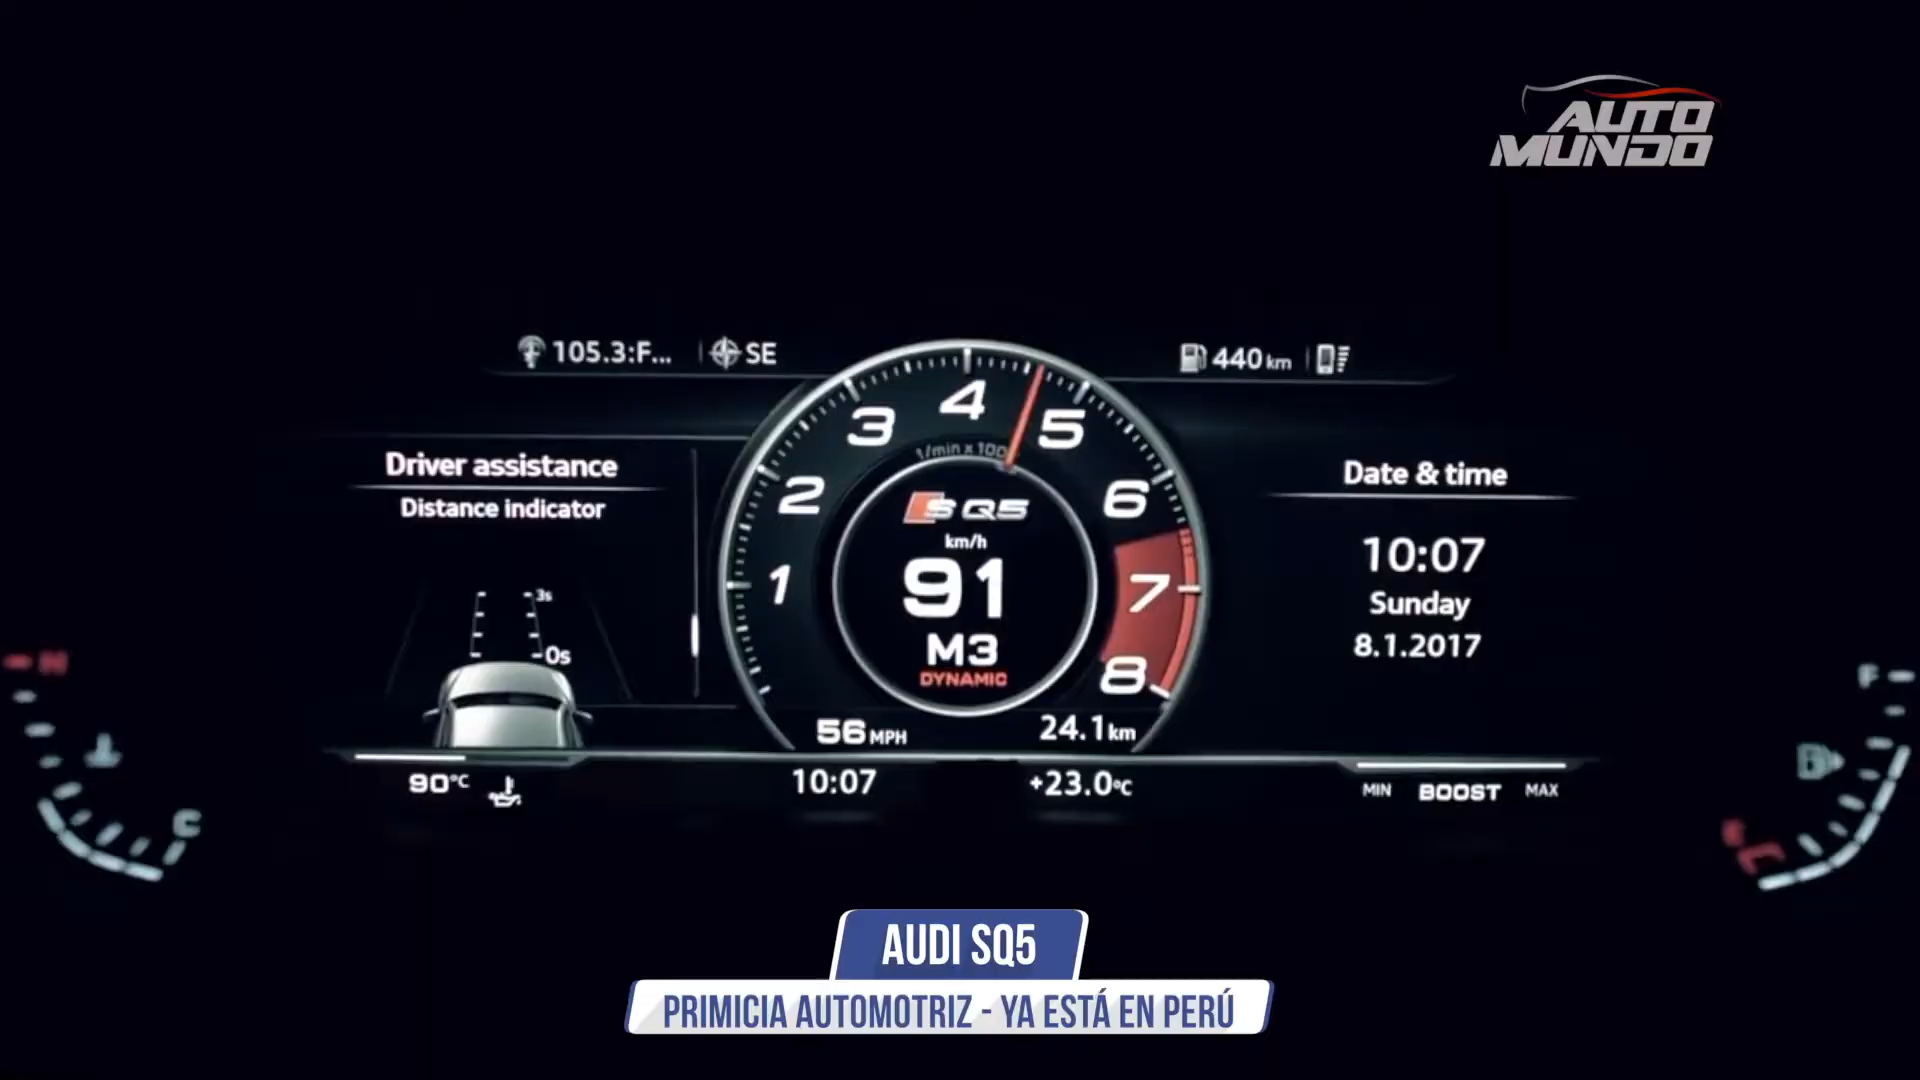 AUTO
MUNDO
105.3:F...
SE
440 km
Driver assistance
Distance indicator
3s
0s
1
2
3
4
5
6
7
8
1/min x 100
SQ5
km/h
91
M3
DYNAMIC
56 MPH
24.1 km
Date & time
10:07
Sunday
8.1.2017
H
C
F
90°C
10:07
+23.0°C
MIN BOOST MAX
AUDI SQ5
PRIMICIA AUTOMOTRIZ - YA ESTÁ EN PERÚ